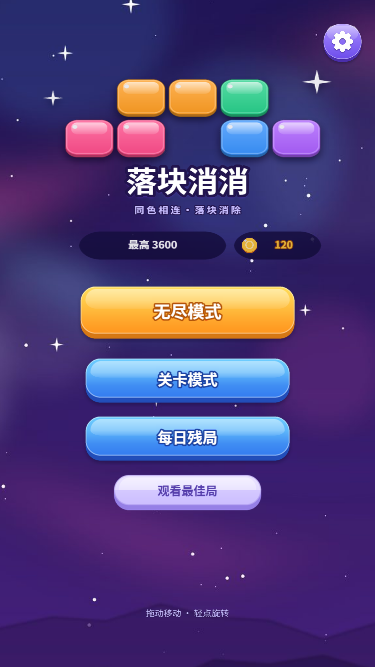 落块消消
同色相连·落块消除
最高 3600
120
无尽模式
关卡模式
每日残局
观看最佳局
拖动移动 · 轻点旋转